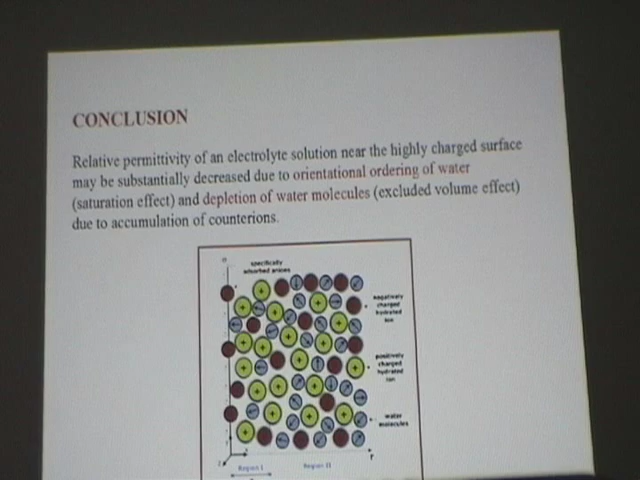 CONCLUSION
Relative permittivity of an electrolyte solution near the highly charged surface
may be substantially decreased due to orientational ordering of water
(saturation effect) and depletion of water molecules (excluded volume effect)
due to accumulation of counterions.
specifically
adsorbed anions
negatively
charged
hydrated
ion
positively
charged
hydrated
ion
water
molecules
Region I
Region II